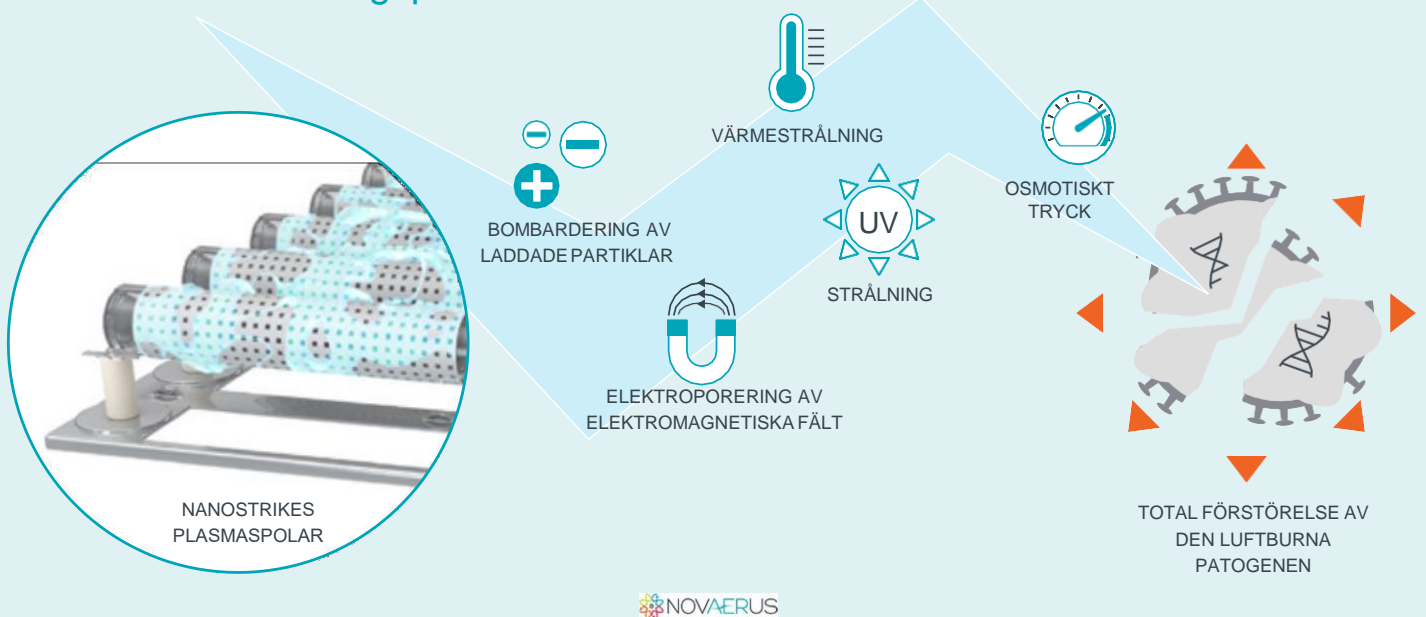 VÄRMESTRÅLNING
BOMBARDERING AV
LADDADE PARTIKLAR
OSMOTISKT
TRYCK
UV
STRÅLNING
ELEKTROPORERING AV
ELEKTROMAGNETISKA FÄLT
NANOSTRIKES
PLASMASPOLAR
TOTAL FÖRSTÖRELSE AV
DEN LUFTBURNA
PATOGENEN
NOVAERUS